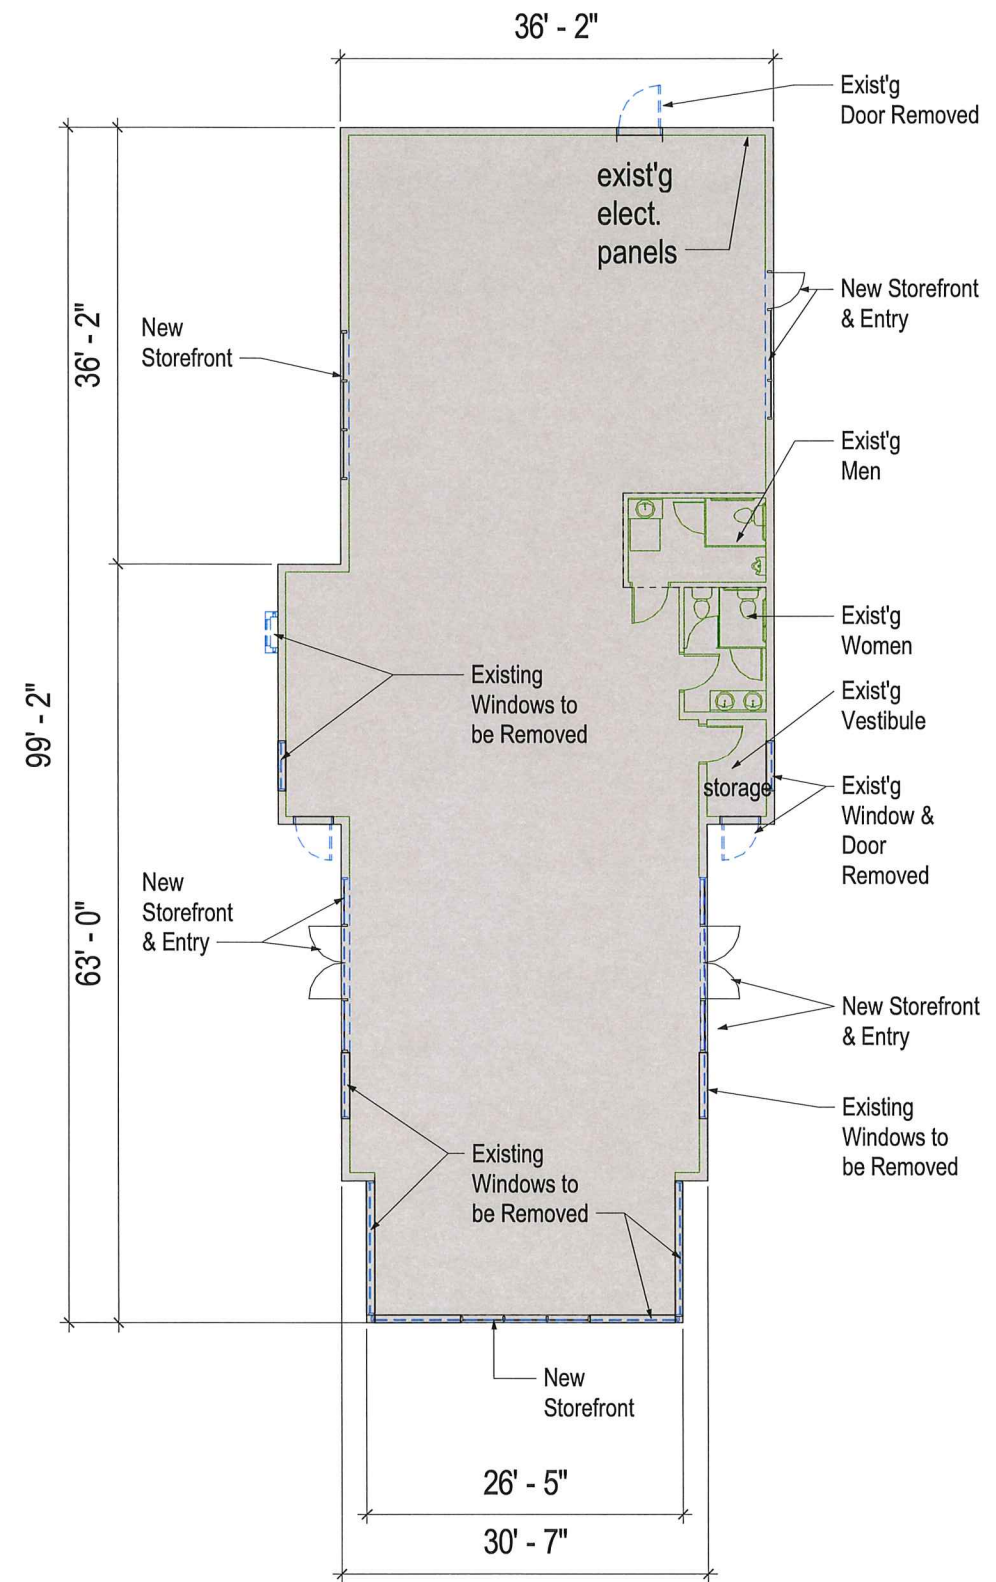 36' - 2"
Exist'g
Door Removed
exist'g
elect.
panels
New Storefront
& Entry
New
Storefront
36' - 2"
Exist'g
Men
Exist'g
Women
Existing
Windows to
be Removed
Exist'g
Vestibule
storage
Exist'g
Window &
Door
Removed
99' - 2"
63' - 0"
New
Storefront
& Entry
New Storefront
& Entry
Existing
Windows to
be Removed
Existing
Windows to
be Removed
New
Storefront
26' - 5"
30' - 7"